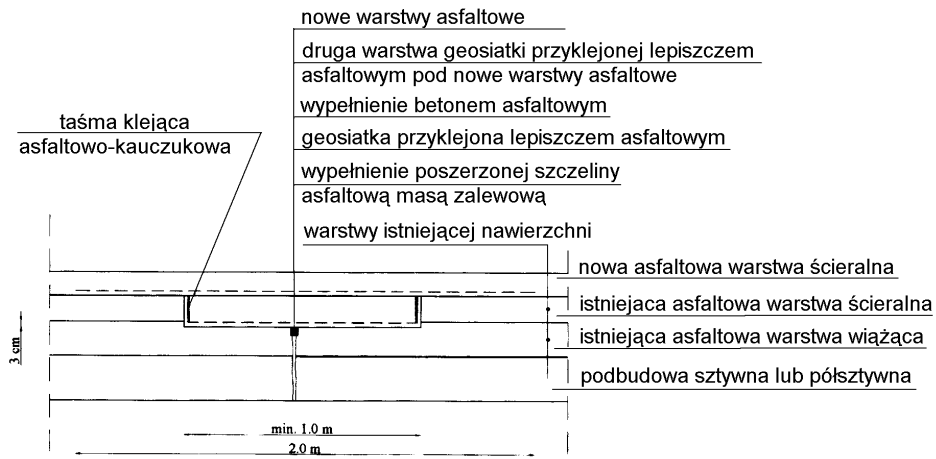 nowe warstwy asfaltowe
druga warstwa geosiatki przyklejonej lepiszczem
asfaltowym pod nowe warstwy asfaltowe
wypełnienie betonem asfaltowym
taśma klejąca
asfaltowo-kauczukowa
geosiatka przyklejona lepiszczem asfaltowym
wypełnienie poszerzonej szczeliny
asfaltową masą zalewową
warstwy istniejącej nawierzchni
nowa asfaltowa warstwa ścieralna
istniejaca asfaltowa warstwa ścieralna
istniejąca asfaltowa warstwa wiążąca
podbudowa sztywna lub półsztywna
3 cm
min. 1.0 m
2.0 m